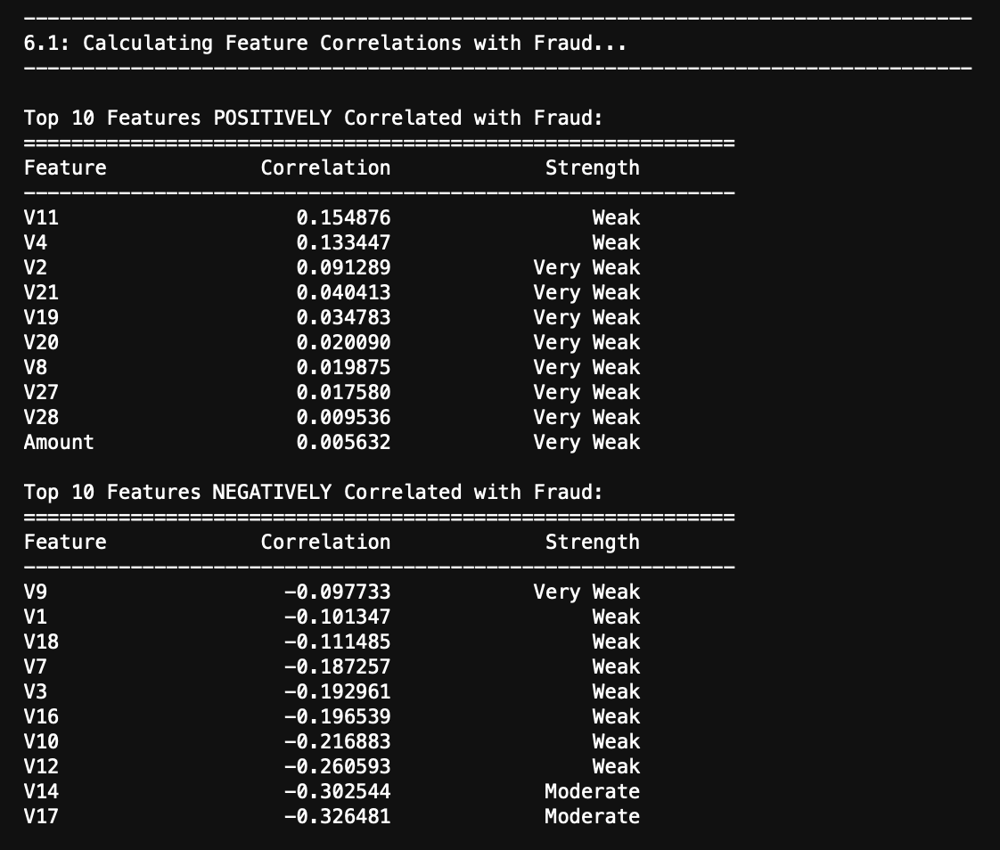 --------------------------------------------------------------------------------
6.1: Calculating Feature Correlations with Fraud...
--------------------------------------------------------------------------------
Top 10 Features POSITIVELY Correlated with Fraud:
============================================================
Feature             Correlation             Strength
------------------------------------------------------------
V11                    0.154876                 Weak
V4                     0.133447                 Weak
V2                     0.091289            Very Weak
V21                    0.040413            Very Weak
V19                    0.034783            Very Weak
V20                    0.020090            Very Weak
V8                     0.019875            Very Weak
V27                    0.017580            Very Weak
V28                    0.009536            Very Weak
Amount                 0.005632            Very Weak
Top 10 Features NEGATIVELY Correlated with Fraud:
============================================================
Feature             Correlation             Strength
------------------------------------------------------------
V9                    -0.097733            Very Weak
V1                    -0.101347                 Weak
V18                   -0.111485                 Weak
V7                    -0.187257                 Weak
V3                    -0.192961                 Weak
V16                   -0.196539                 Weak
V10                   -0.216883                 Weak
V12                   -0.260593                 Weak
V14                   -0.302544             Moderate
V17                   -0.326481             Moderate